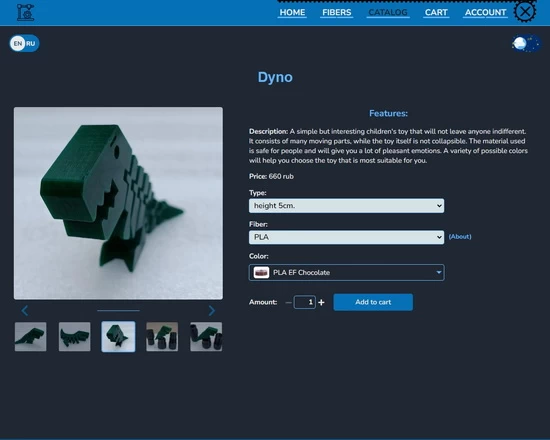 HOME FIBERS CATALOG CART ACCOUNT
EN RU
Dyno
Features:
Description: A simple but interesting children's toy that will not leave anyone indifferent.
It consists of many moving parts, while the toy itself is not collapsible. The material used
is safe for people and will give you a lot of pleasant emotions. A variety of possible colors
will help you choose the toy that is most suitable for you.
Price: 660 rub
Type:
height 5cm.
Fiber:
PLA
(About)
Color:
PLA EF Chocolate
Amount: — 1 + Add to cart